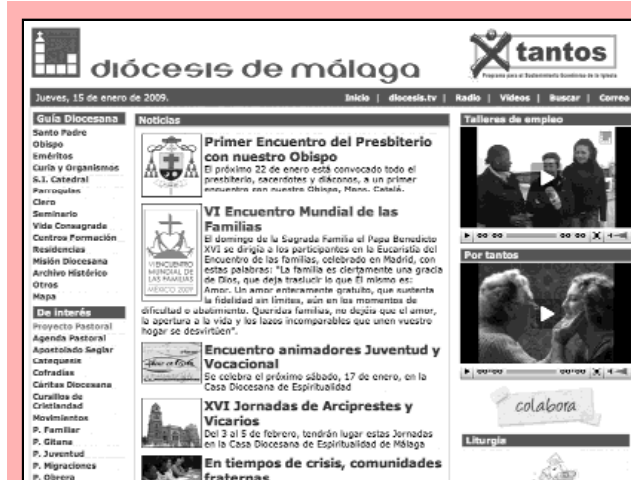 diócesis de málaga
Xtantos
Programa para el Sostenimiento Económico de la Iglesia
Jueves, 15 de enero de 2009.
Inicio | diocesis.tv | Radio | Vídeos | Buscar | Correo
Guía Diocesana
Santo Padre
Obispo
Eméritos
Curia y Organismos
S.I. Catedral
Parroquias
Clero
Seminario
Vida Consagrada
Centros Formación
Residencias
Misión Diocesana
Archivo Histórico
Otros
Mapa
De interés
Proyecto Pastoral
Agenda Pastoral
Apostolado Seglar
Catequesis
Cofradías
Cáritas Diocesana
Cursillos de
Cristiandad
Movimientos
P. Familiar
P. Gitana
P. Juventud
P. Migraciones
P. Obrera
Noticias
Primer Encuentro del Presbiterio
con nuestro Obispo
El próximo 22 de enero está convocado todo el
presbiterio, sacerdotes y diáconos, a un primer
encuentro con nuestro Obispo, Mons. Catalá.
VI ENCUENTRO
MUNDIAL DE
LAS FAMILIAS
MÉXICO 2009
VI Encuentro Mundial de las
Familias
El domingo de la Sagrada Familia el Papa Benedicto
XVI se dirigía a los participantes en la Eucaristía del
Encuentro de las familias, celebrado en Madrid, con
estas palabras: "La familia es ciertamente una gracia
de Dios, que deja traslucir lo que Él mismo es:
Amor. Un amor enteramente gratuito, que sustenta
la fidelidad sin límites, aún en los momentos de
dificultad o abatimiento. Queridas familias, no dejéis que el amor,
la apertura a la vida y los lazos incomparables que unen vuestro
hogar se desvirtúen".
Encuentro animadores Juventud y
Vocacional
Se celebra el próximo sábado, 17 de enero, en la
Casa Diocesana de Espiritualidad
XVI Jornadas de Arciprestes y
Vicarios
Del 3 al 5 de febrero, tendrán lugar estas Jornadas
en la Casa Diocesana de Espiritualidad de Málaga
En tiempos de crisis, comunidades
fraternas
Talleres de empleo
00:00 00:00
Por tantos
00:00 00:00
colabora
Liturgia